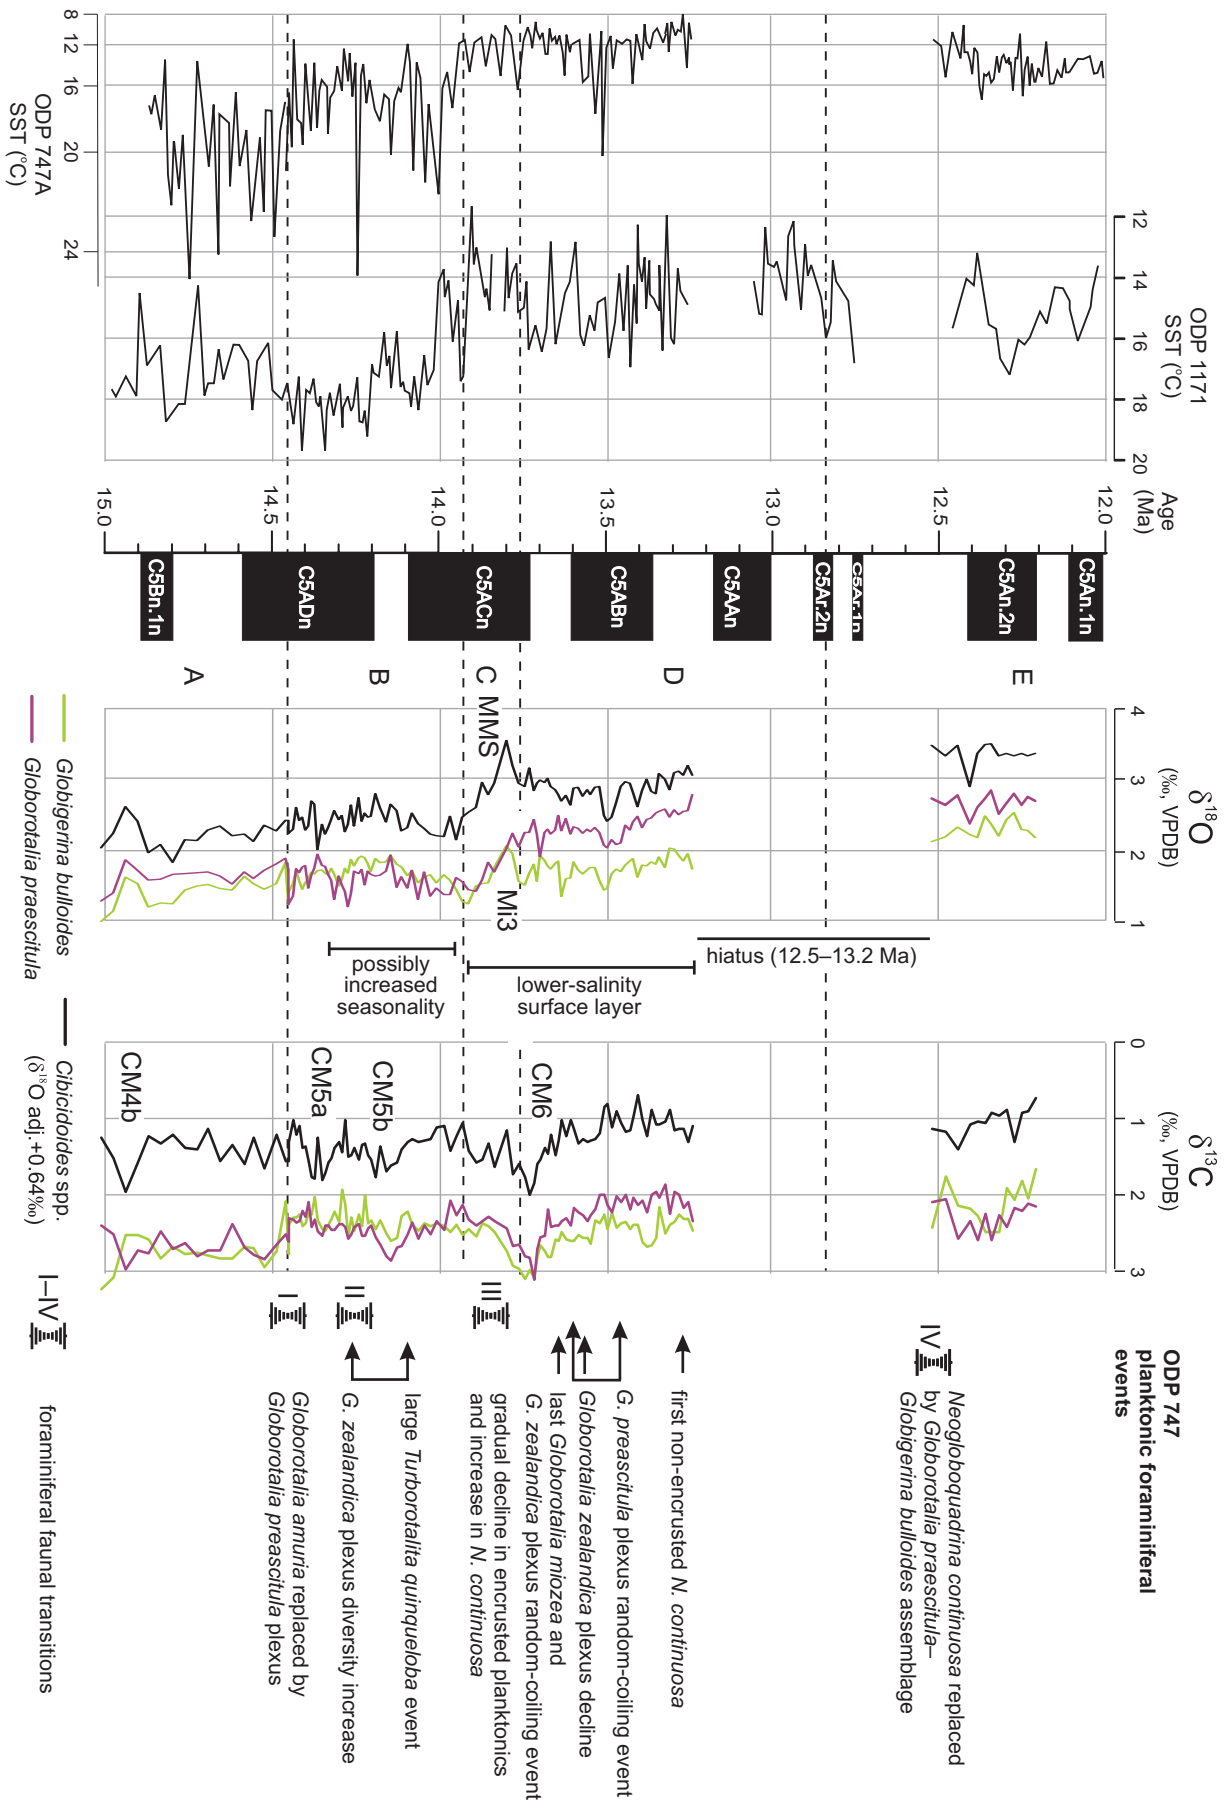 ODP 747A
SST (°C)
8
12
16
20
24
ODP 1171
SST (°C)
12
14
16
18
20
Age
(Ma)
15.0
14.5
14.0
13.5
13.0
12.5
12.0
C5Bn.1n
C5ADn
C5ACn
C5ABn
C5AAn
C5Ar.2n
C5Ar.1n
C5An.2n
C5An.1n
A
B
C
D
E
δ¹⁸O
(‰, VPDB)
4
3
2
1
MMS
Mi3
possibly
increased
seasonality
lower-salinity
surface layer
hiatus (12.5–13.2 Ma)
δ¹³C
(‰, VPDB)
0
1
2
3
CM4b
CM5a
CM5b
CM6
Globigerina bulloides
Globorotalia praescitula
Cibicidoides spp.
(δ¹⁸O adj.+0.64‰)
ODP 747
planktonic foraminiferal
events
I
II
III
IV
Neogloboquadrina continuosa replaced
by Globorotalia praescitula–
Globigerina bulloides assemblage
first non-encrusted N. continuosa
G. preascitula plexus random-coiling event
Globorotalia zealandica plexus decline
last Globorotalia miozea and
G. zealandica plexus random-coiling event
gradual decline in encrusted planktonics
and increase in N. continuosa
large Turborotalita quinqueloba event
G. zealandica plexus diversity increase
Globorotalia amuria replaced by
Globorotalia preascitula plexus
I–IV
foraminiferal faunal transitions